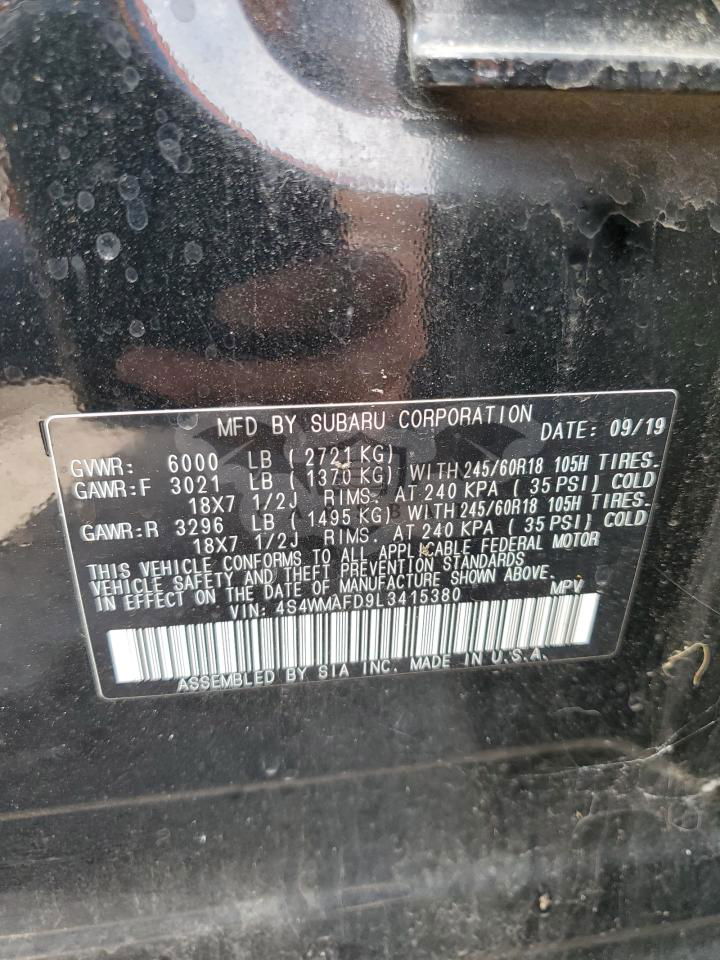 MFD BY SUBARU CORPORATION DATE: 09/19
GVWR: 6000 LB ( 2721 KG)
GAWR:F 3021 LB ( 1370 KG) WITH 245/60R18 105H TIRES.
18X7 1/2J RIMS. AT 240 KPA ( 35 PSI) COLD
GAWR:R 3296 LB ( 1495 KG) WITH 245/60R18 105H TIRES.
18X7 1/2J RIMS. AT 240 KPA ( 35 PSI) COLD
THIS VEHICLE CONFORMS TO ALL APPLICABLE FEDERAL MOTOR
VEHICLE SAFETY AND THEFT PREVENTION STANDARDS
IN EFFECT ON THE DATE OF MANUFACTURE SHOWN ABOVE.
VIN: 4S4WMAFD9L3415380 MPV
ASSEMBLED BY SIA INC. MADE IN U.S.A.